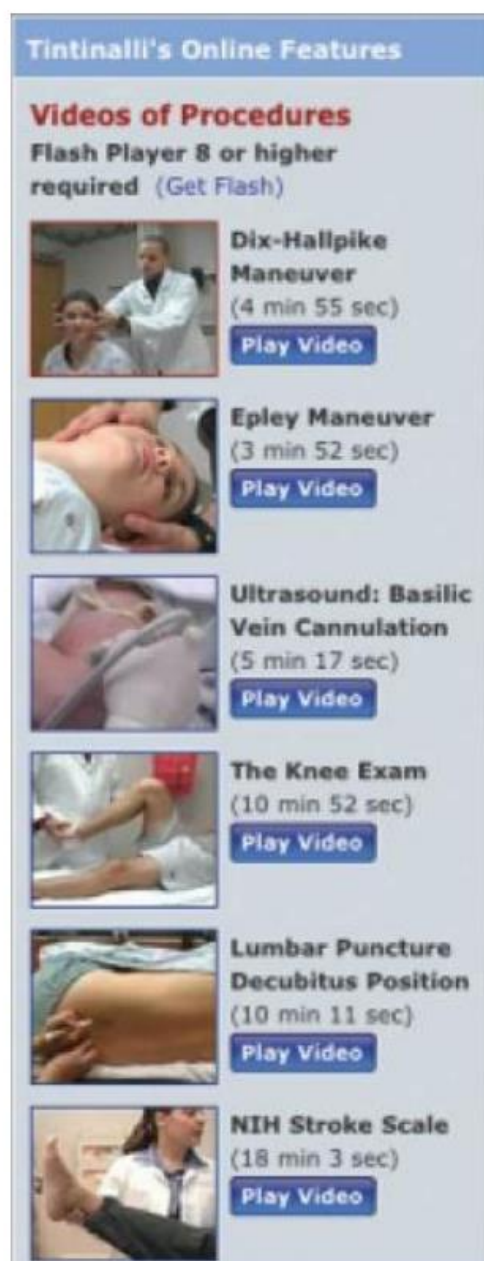 Tintinalli's Online Features
Videos of Procedures
Flash Player 8 or higher
required (Get Flash)
Dix-Hallpike
Maneuver
(4 min 55 sec)
Play Video
Epley Maneuver
(3 min 52 sec)
Play Video
Ultrasound: Basilic
Vein Cannulation
(5 min 17 sec)
Play Video
The Knee Exam
(10 min 52 sec)
Play Video
Lumbar Puncture
Decubitus Position
(10 min 11 sec)
Play Video
NIH Stroke Scale
(18 min 3 sec)
Play Video